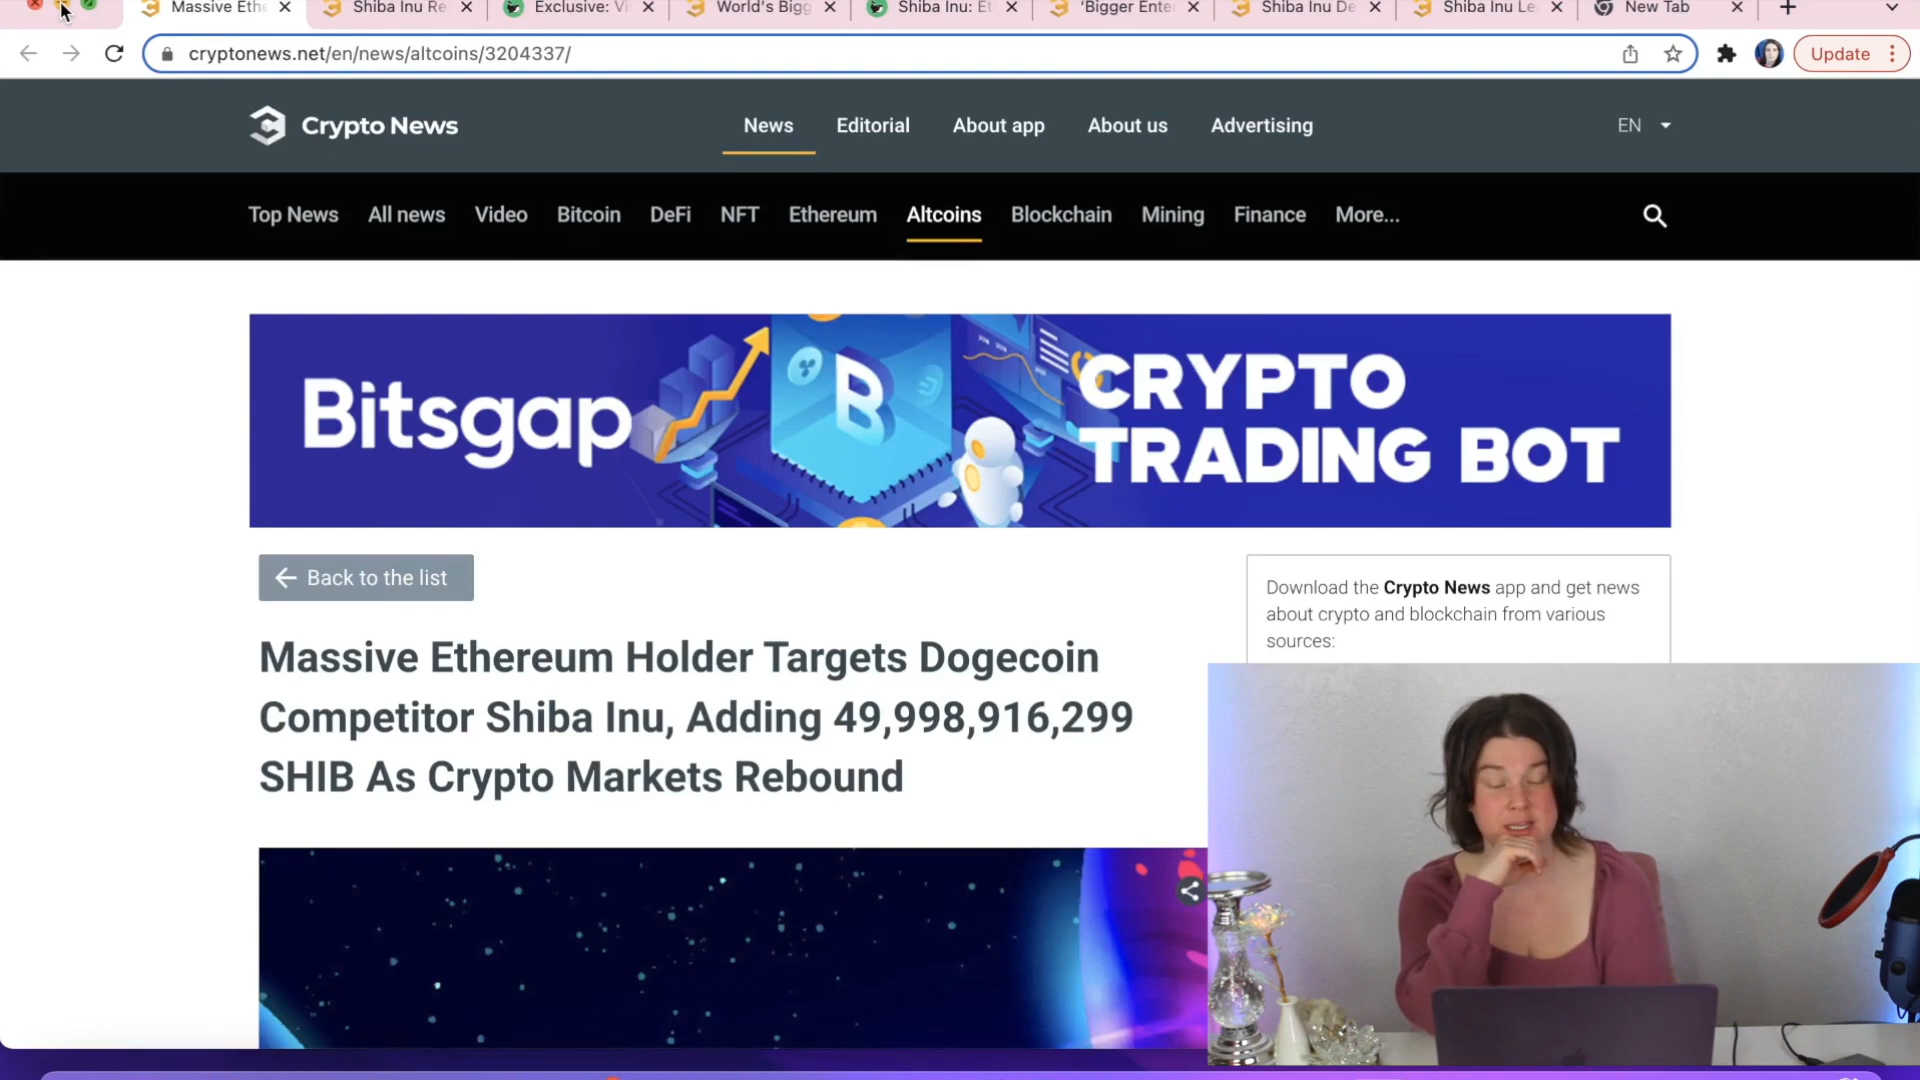 Massive Eth
Shiba Inu Re
Exclusive: Vi
World's Bigg
Shiba Inu: Et
'Bigger Ente
Shiba Inu De
Shiba Inu Le
New Tab
cryptonews.net/en/news/altcoins/3204337/
Update
Crypto News
News
Editorial
About app
About us
Advertising
EN
Top News
All news
Video
Bitcoin
DeFi
NFT
Ethereum
Altcoins
Blockchain
Mining
Finance
More...
Bitsgap
B
CRYPTO
TRADING BOT
Back to the list
Download the Crypto News app and get news
about crypto and blockchain from various
sources:
Massive Ethereum Holder Targets Dogecoin
Competitor Shiba Inu, Adding 49,998,916,299
SHIB As Crypto Markets Rebound